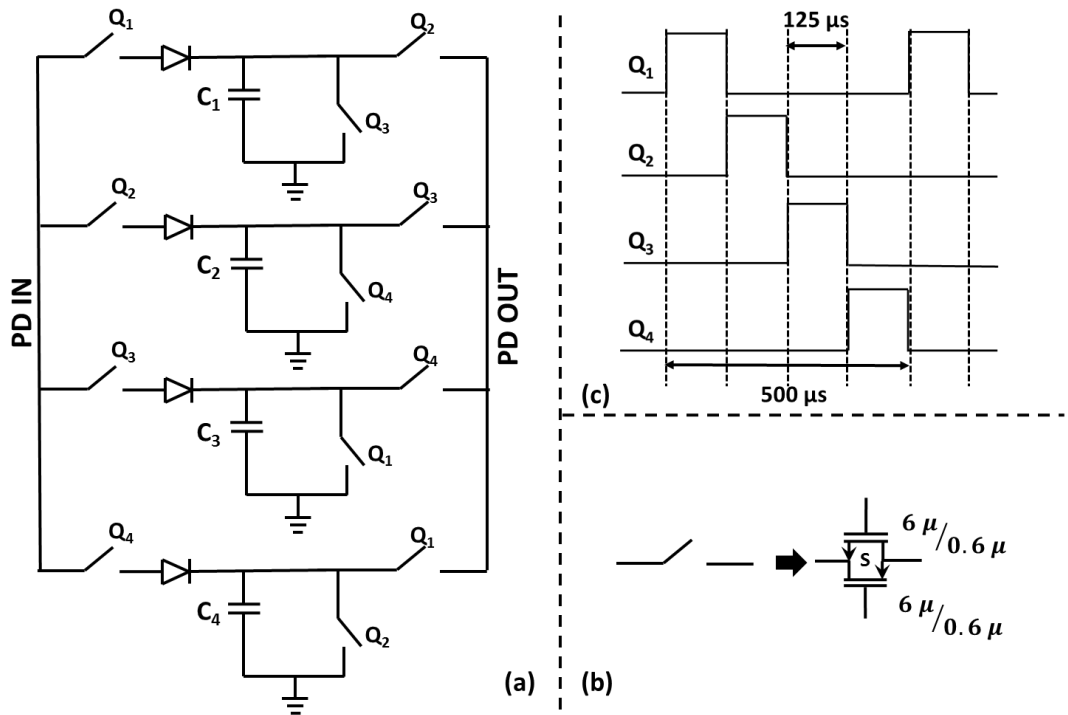 Q₁
Q₂
C₁
Q₃
Q₂
Q₃
C₂
Q₄
Q₃
Q₄
C₃
Q₁
Q₄
Q₁
C₄
Q₂
PD IN
PD OUT
(a)
125 μs
Q₁
Q₂
Q₃
Q₄
500 μs
(c)
6 μ/0.6 μ
S
6 μ/0.6 μ
(b)